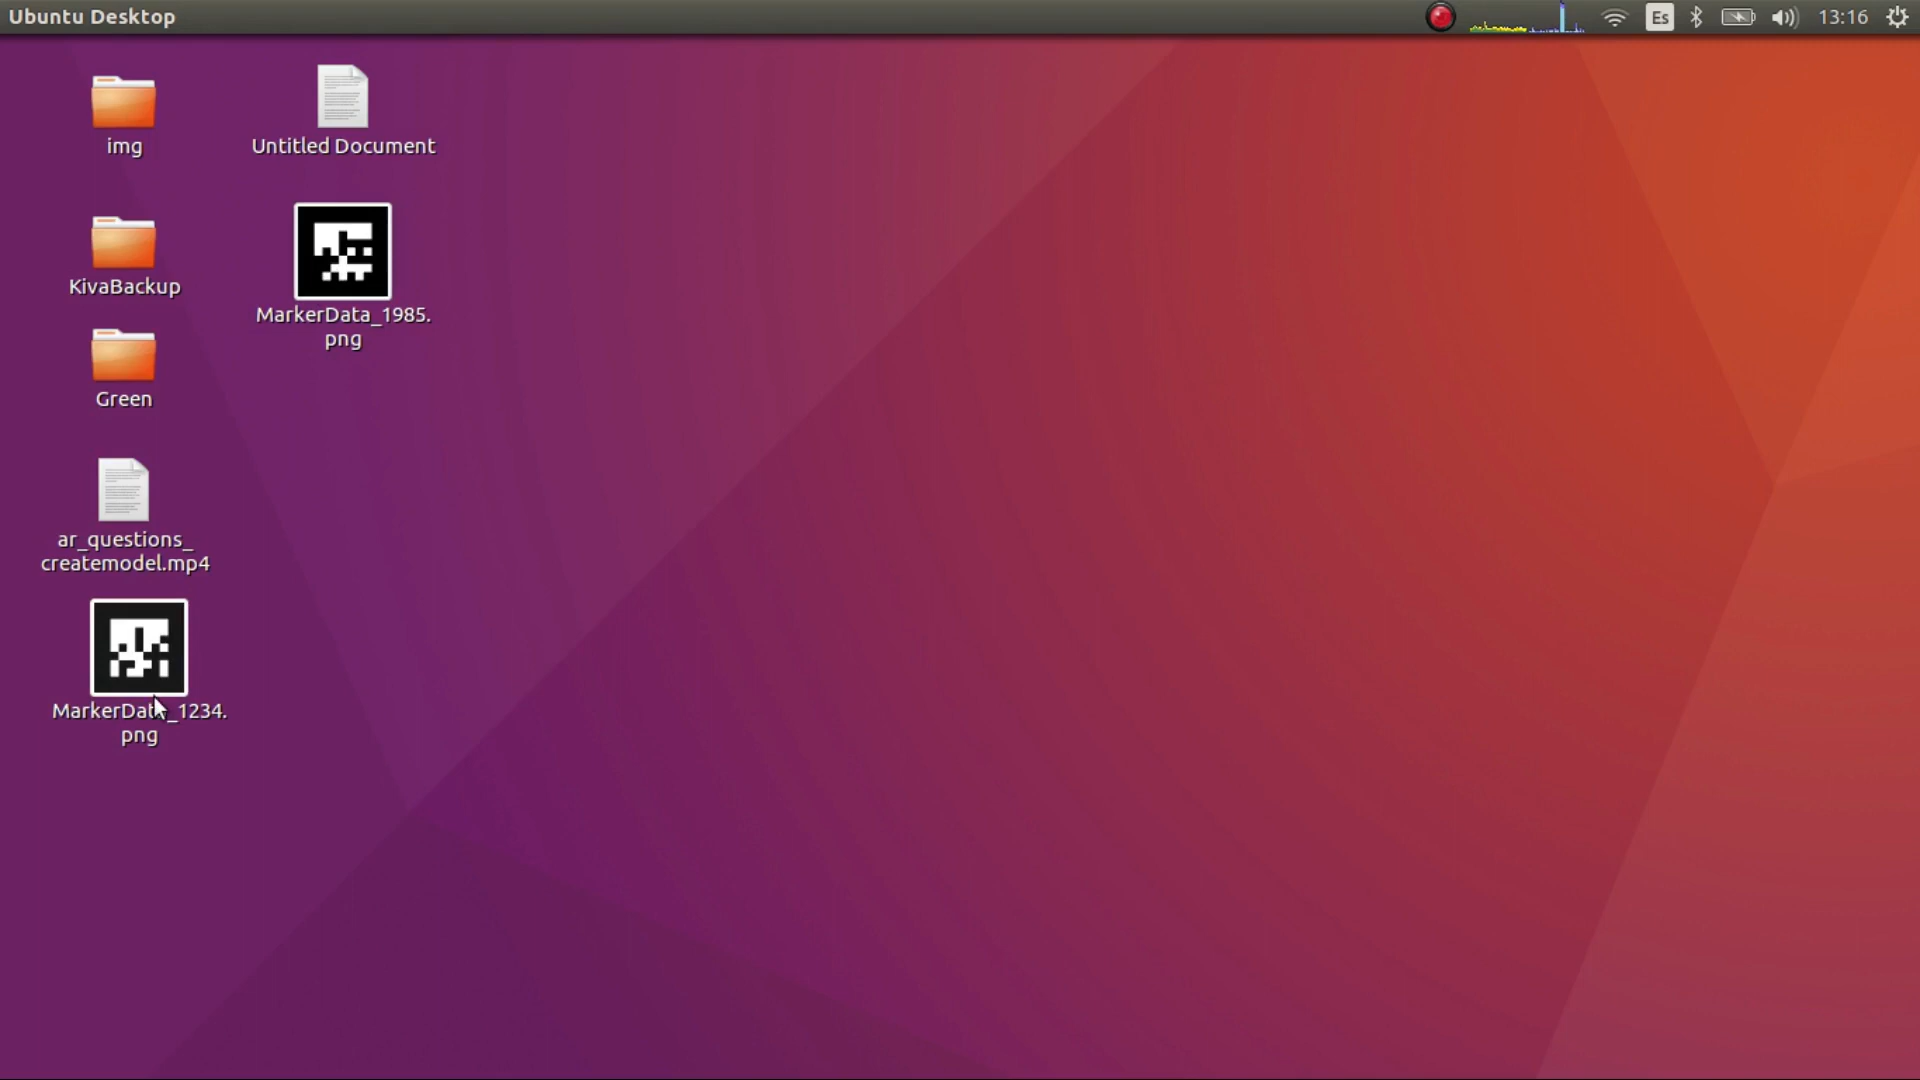 Ubuntu Desktop
Es
13:16
img
Untitled Document
KivaBackup
MarkerData_1985.
png
Green
ar_questions_
createmodel.mp4
MarkerData_1234.
png